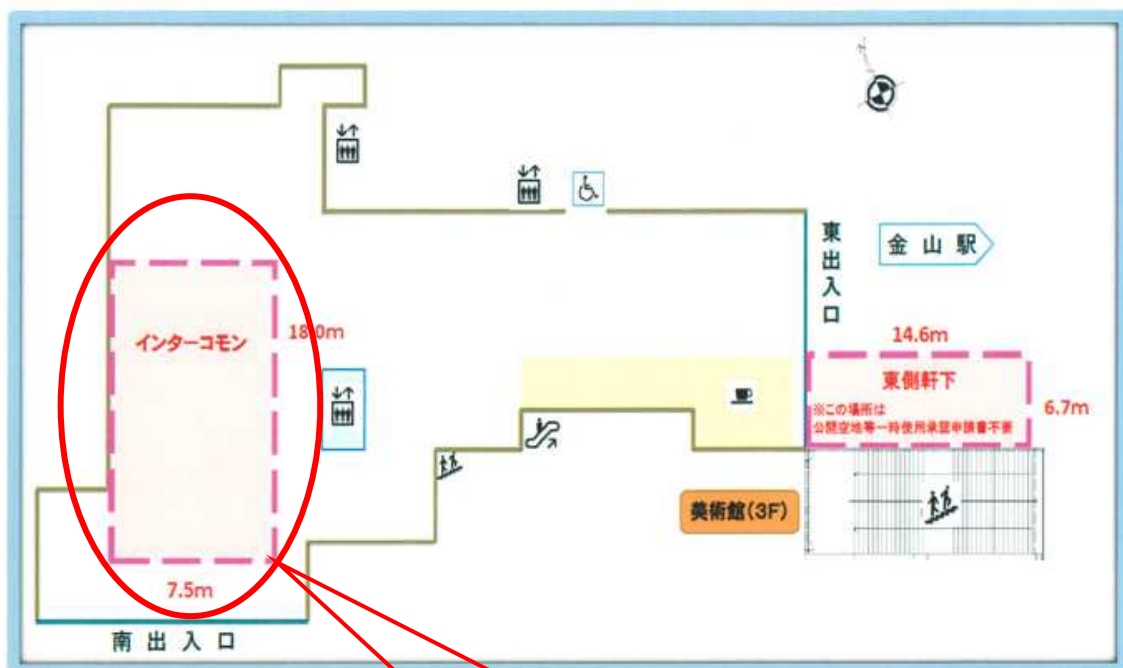 N
金山駅
東出入口
インターコモン
18.0m
14.6m
東側軒下
※この場所は
公開空地等一時使用承認申請書不要
6.7m
美術館(3F)
7.5m
南出入口